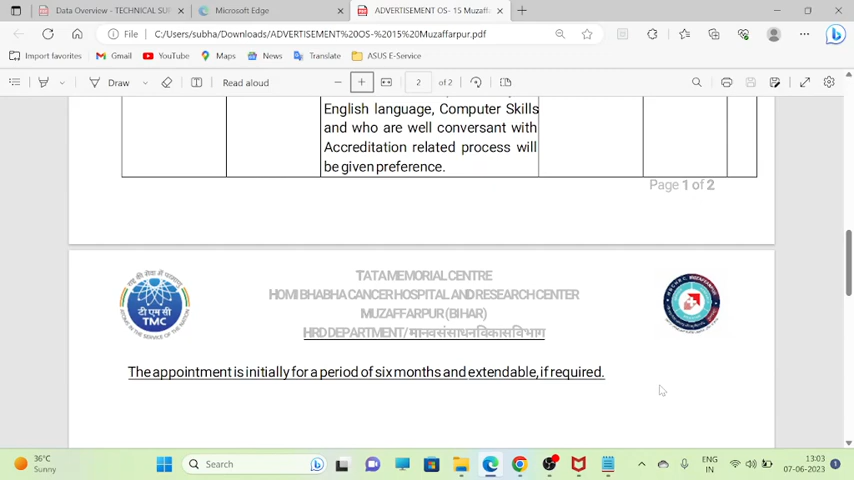 Data Overview - TECHNICAL SU
Microsoft Edge
ADVERTISEMENT OS- 15 Muzaff
File
C:/Users/subha/Downloads/ADVERTISEMENT%20OS-%2015%20Muzaffarpur.pdf
Import favorites
Gmail
YouTube
Maps
News
Translate
ASUS E-Service
Draw
Read aloud
2 of 2
English language, Computer Skills
and who are well conversant with
Accreditation related process will
be given preference.
Page 1 of 2
टी एम सी
TMC
TATA MEMORIAL CENTRE
HOMI BHABHA CANCER HOSPITAL AND RESEARCH CENTER
MUZAFFARPUR (BIHAR)
HRD DEPARTMENT/ मानव संसाधन विकास विभाग
The appointment is initially for a period of six months and extendable, if required.
36°C
Sunny
Search
ENG
IN
13:03
07-06-2023